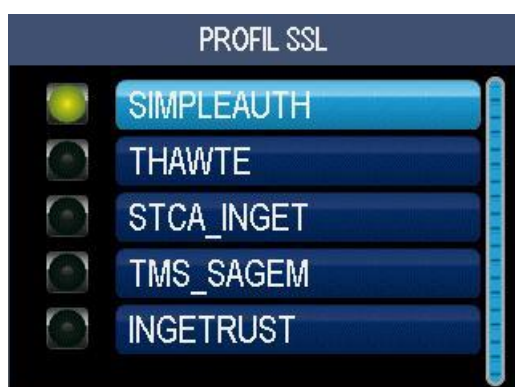 PROFIL SSL
SIMPLEAUTH
THAWTE
STCA_INGET
TMS_SAGEM
INGETRUST